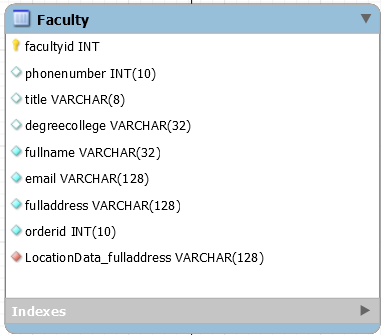 Faculty
facultyid INT
phonenumber INT(10)
title VARCHAR(8)
degreecollege VARCHAR(32)
fullname VARCHAR(32)
email VARCHAR(128)
fulladdress VARCHAR(128)
orderid INT(10)
LocationData_fulladdress VARCHAR(128)
Indexes